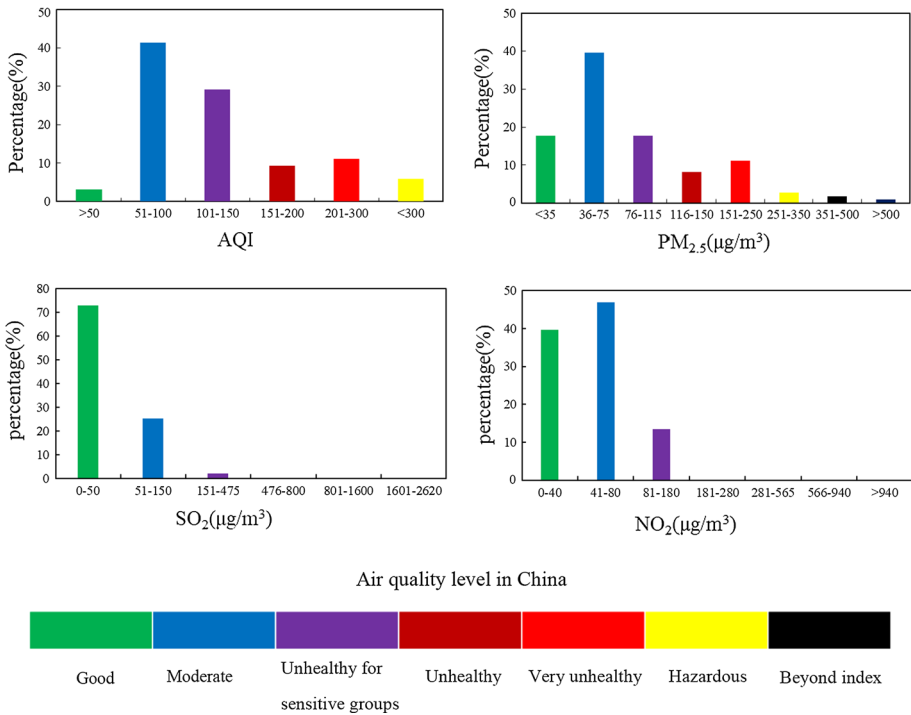 50
40
30
20
10
0
Percentage(%)
>50 51-100 101-150 151-200 201-300 <300
AQI
50
40
30
20
10
0
Percentage(%)
<35 36-75 76-115 116-150 151-250 251-350 351-500 >500
PM2.5(μg/m3)
80
70
60
50
40
30
20
10
0
percentage(%)
0-50 51-150 151-475 476-800 801-1600 1601-2620
SO2(μg/m3)
50
40
30
20
10
0
percentage(%)
0-40 41-80 81-180 181-280 281-565 566-940 >940
NO2(μg/m3)
Air quality level in China
Good
Moderate
Unhealthy for
sensitive groups
Unhealthy
Very unhealthy
Hazardous
Beyond index